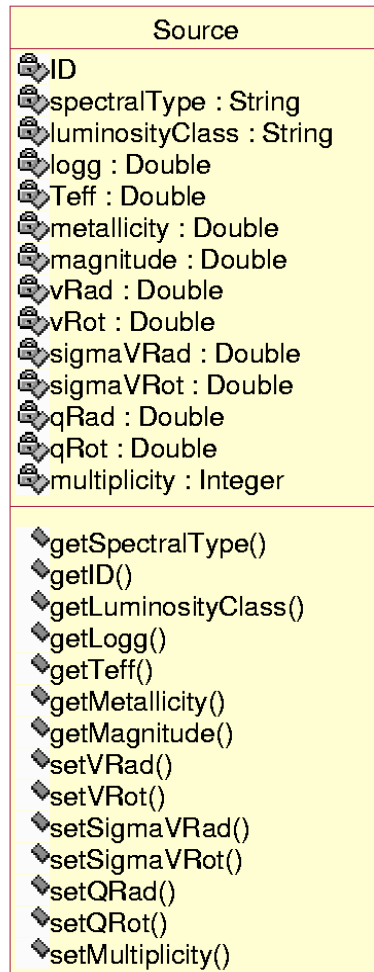 Source
ID
spectralType : String
luminosityClass : String
logg : Double
Teff : Double
metallicity : Double
magnitude : Double
vRad : Double
vRot : Double
sigmaVRad : Double
sigmaVRot : Double
qRad : Double
qRot : Double
multiplicity : Integer
getSpectralType()
getID()
getLuminosityClass()
getLogg()
getTeff()
getMetallicity()
getMagnitude()
setVRad()
setVRot()
setSigmaVRad()
setSigmaVRot()
setQRad()
setQRot()
setMultiplicity()